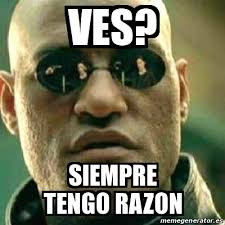 VES?
SIEMPRE
TENGO RAZON
memegenerator.es